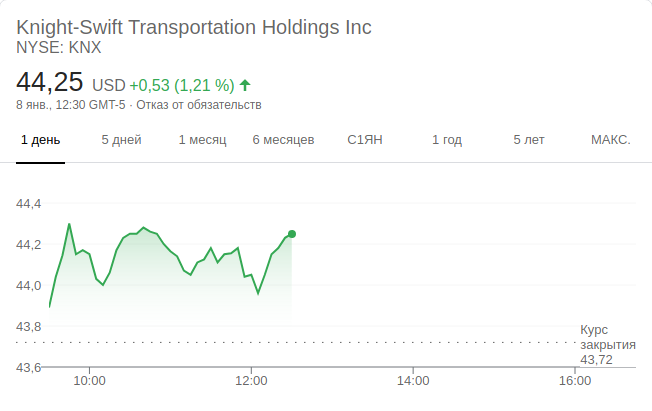 Knight-Swift Transportation Holdings Inc
NYSE: KNX
44,25 USD +0,53 (1,21 %)
8 янв., 12:30 GMT-5 · Отказ от обязательств
1 день 5 дней 1 месяц 6 месяцев С1ЯН 1 год 5 лет МАКС.
44,4
44,2
44,0
43,8
Курс
закрытия
43,72
43,6
10:00 12:00 14:00 16:00